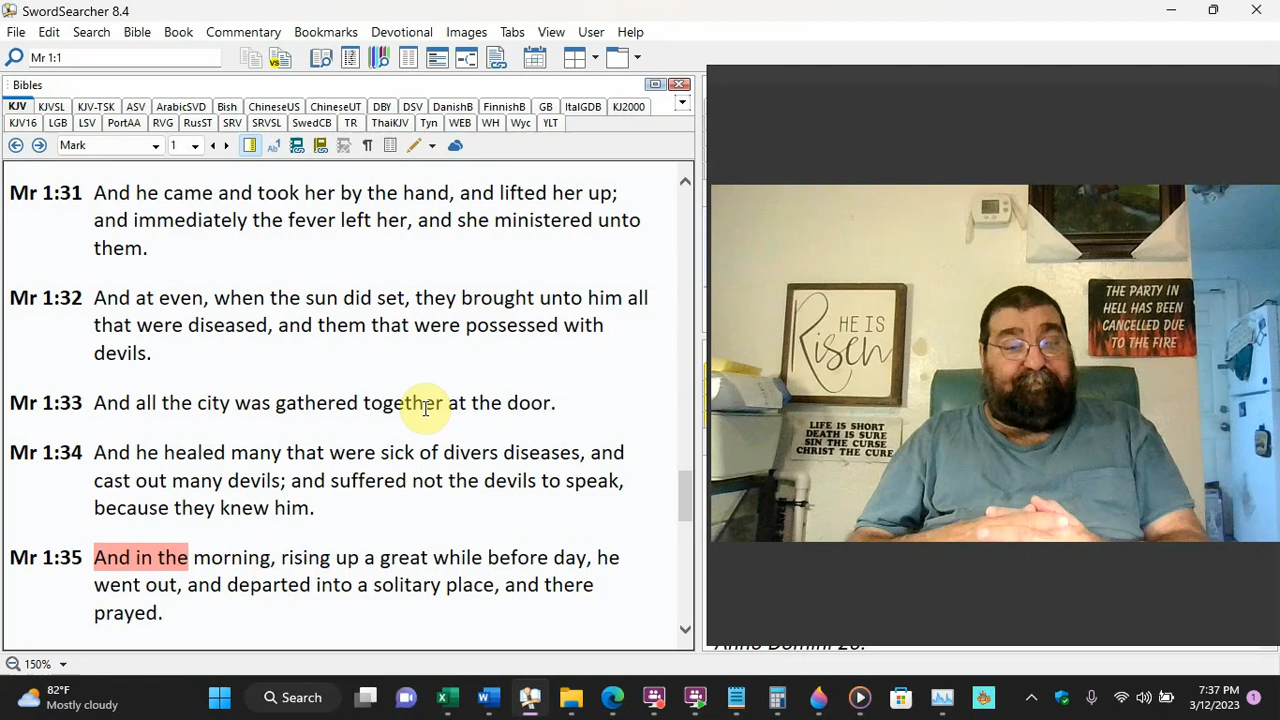 SwordSearcher 8.4
File Edit Search Bible Book Commentary Bookmarks Devotional Images Tabs View User Help
Mr 1:1
Bibles
KJV KJVSL KJV-TSK ASV ArabicSVD Bish ChineseUS ChineseUT DBY DSV DanishB FinnishB GB ItalGDB KJ2000
KJV16 LGB LSV PortAA RVG RusST SRV SRVSL SwedCB TR ThaiKJV Tyn WEB WH Wyc YLT
Mark 1
Mr 1:31 And he came and took her by the hand, and lifted her up;
and immediately the fever left her, and she ministered unto
them.
Mr 1:32 And at even, when the sun did set, they brought unto him all
that were diseased, and them that were possessed with
devils.
Mr 1:33 And all the city was gathered together at the door.
Mr 1:34 And he healed many that were sick of divers diseases, and
cast out many devils; and suffered not the devils to speak,
because they knew him.
Mr 1:35 And in the morning, rising up a great while before day, he
went out, and departed into a solitary place, and there
prayed.
150%
HE IS
Risen
THE PARTY IN
HELL HAS BEEN
CANCELLED DUE
TO THE FIRE
LIFE IS SHORT
DEATH IS SURE
SIN THE CURSE
CHRIST THE CURE
82°F
Mostly cloudy
Search
7:37 PM
3/12/2023
1